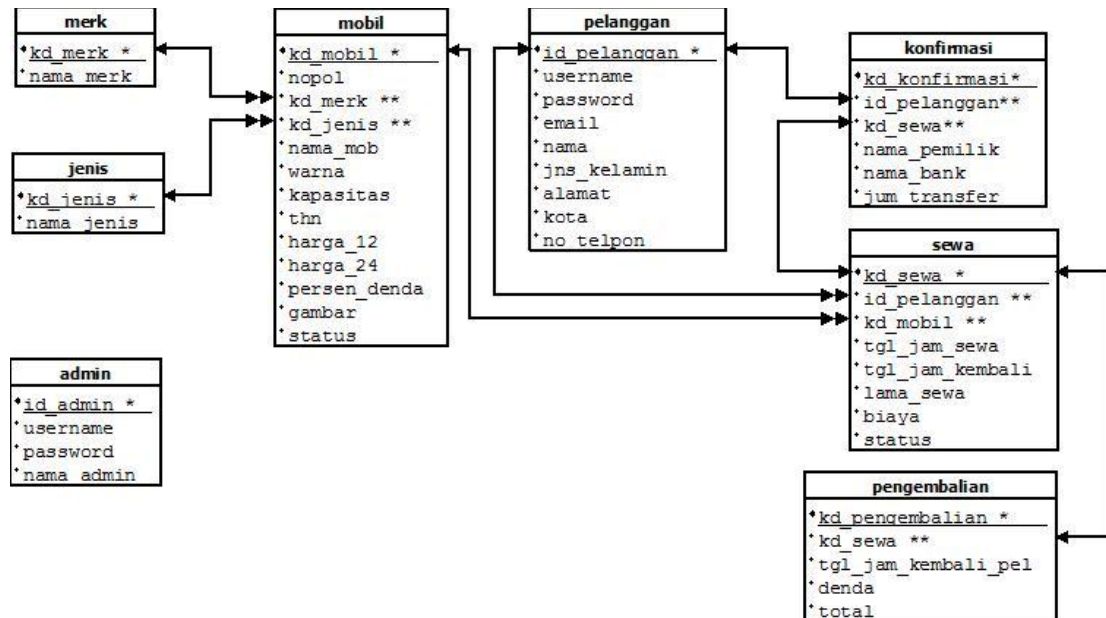 merk
kd_merk *
nama_merk
mobil
kd_mobil *
nopol
kd_merk **
kd_jenis **
nama_mob
warna
kapasitas
thn
harga_12
harga_24
persen_denda
gambar
status
pelanggan
id_pelanggan *
username
password
email
nama
jns_kelamin
alamat
kota
no_telpon
konfirmasi
kd_konfirmasi*
id_pelanggan**
kd_sewa**
nama_pemilik
nama_bank
jum_transfer
jenis
kd_jenis *
nama_jenis
sewa
kd_sewa *
id_pelanggan **
kd_mobil **
tgl_jam_sewa
tgl_jam_kembali
lama_sewa
biaya
status
admin
id_admin *
username
password
nama_admin
pengembalian
kd_pengembalian *
kd_sewa **
tgl_jam_kembali_pel
denda
total